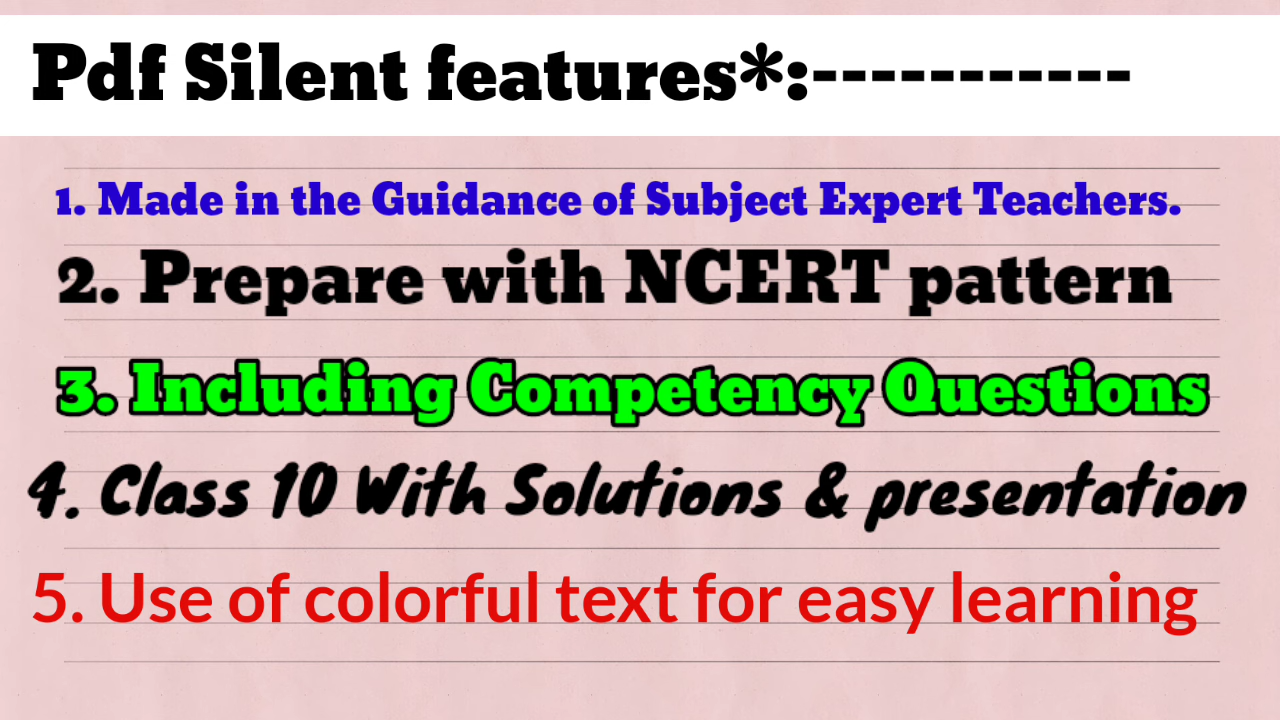 Pdf Silent features*:-----------
1. Made in the Guidance of Subject Expert Teachers.
2. Prepare with NCERT pattern
3. Including Competency Questions
4. Class 10 With Solutions & presentation
5. Use of colorful text for easy learning